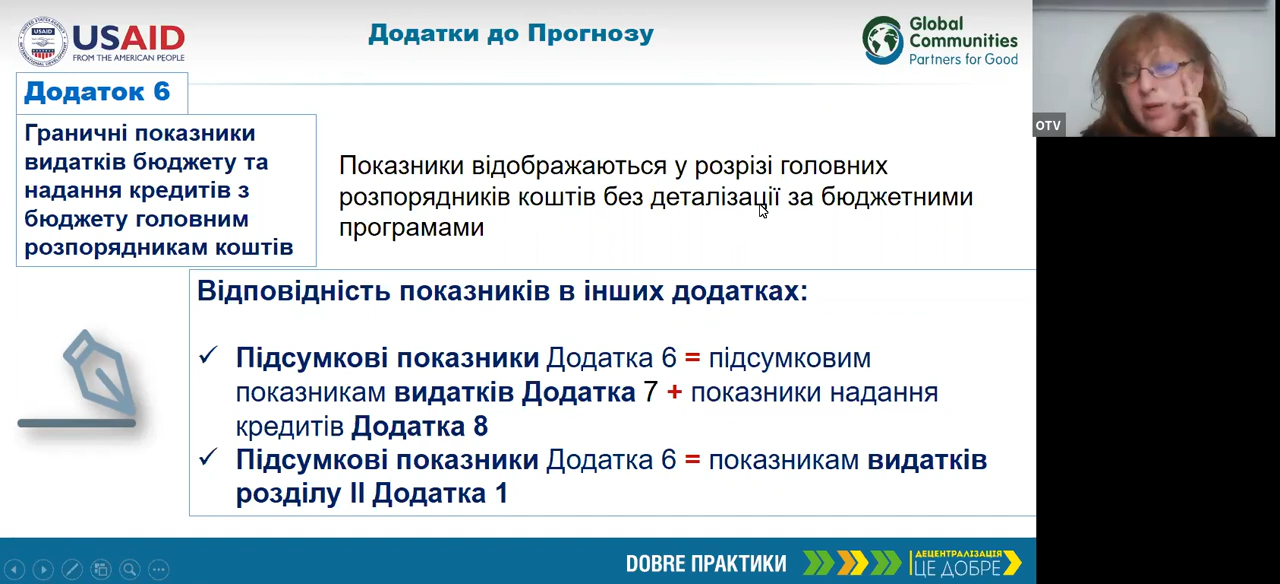 USAID
FROM THE AMERICAN PEOPLE
Додатки до Прогнозу
Global
Communities
Partners for Good
OTV
Додаток 6
Граничні показники
видатків бюджету та
надання кредитів з
бюджету головним
розпорядникам коштів
Показники відображаються у розрізі головних
розпорядників коштів без деталізації за бюджетними
програмами
Відповідність показників в інших додатках:
✓ Підсумкові показники Додатка 6 = підсумковим
показникам видатків Додатка 7 + показники надання
кредитів Додатка 8
✓ Підсумкові показники Додатка 6 = показникам видатків
розділу ІІ Додатка 1
DOBRE ПРАКТИКИ
ДЕЦЕНТРАЛІЗАЦІЯ
ЦЕ ДОБРЕ